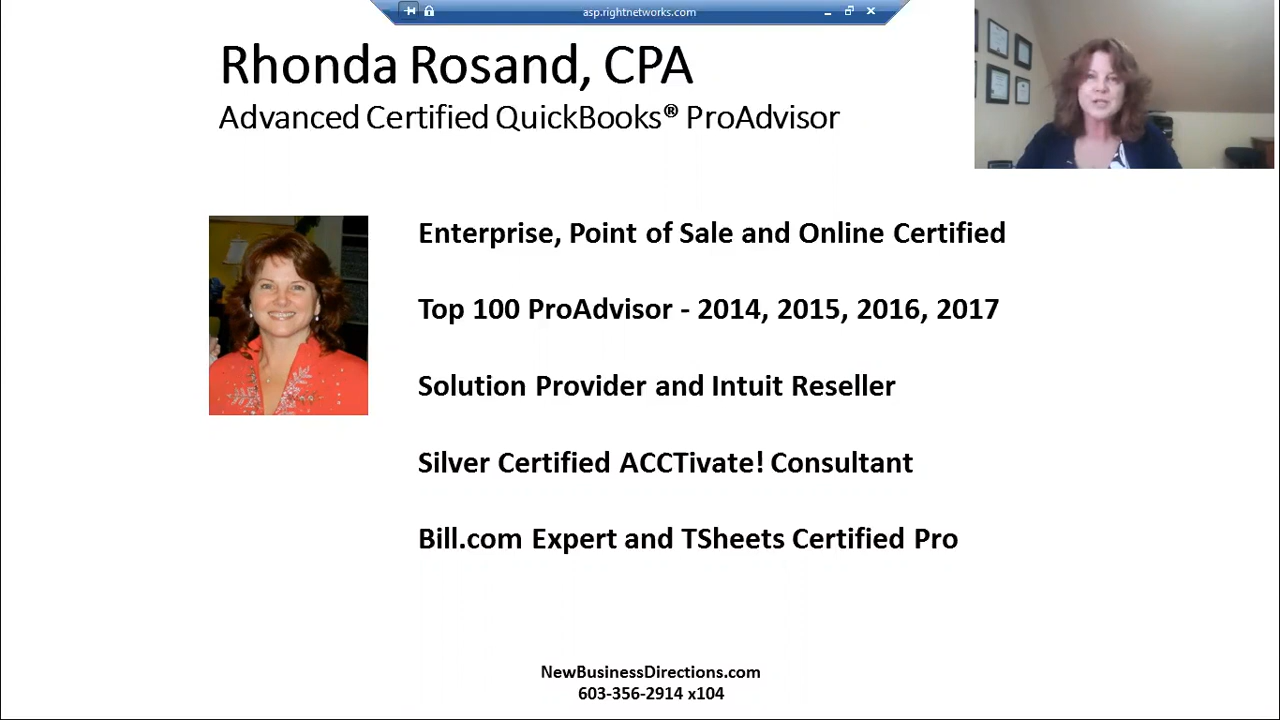 asp.rightnetworks.com
Rhonda Rosand, CPA
Advanced Certified QuickBooks® ProAdvisor
Enterprise, Point of Sale and Online Certified
Top 100 ProAdvisor - 2014, 2015, 2016, 2017
Solution Provider and Intuit Reseller
Silver Certified ACCTivate! Consultant
Bill.com Expert and TSheets Certified Pro
NewBusinessDirections.com
603-356-2914 x104